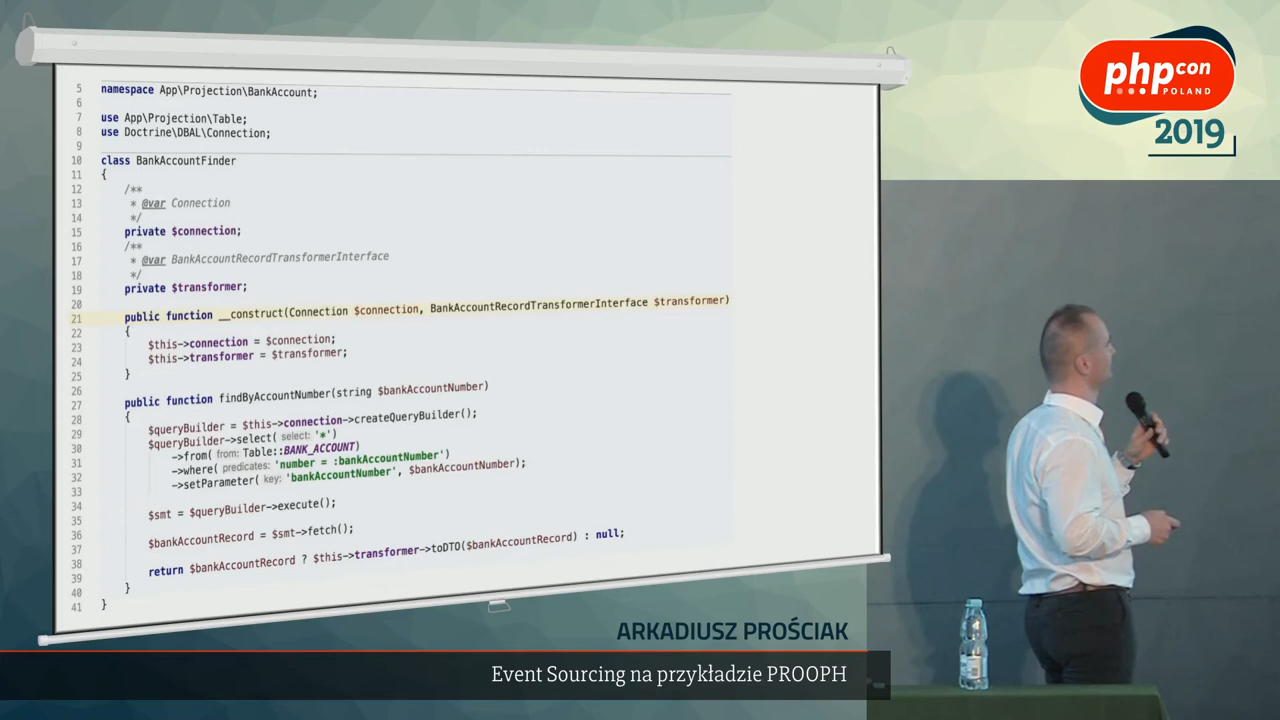 5 namespace App\Projection\BankAccount;
6
7 use App\Projection\Table;
8 use Doctrine\DBAL\Connection;
9
10 class BankAccountFinder
11 {
12 /**
13 * @var Connection
14 */
15 private $connection;
16 /**
17 * @var BankAccountRecordTransformerInterface
18 */
19 private $transformer;
20
21 public function __construct(Connection $connection, BankAccountRecordTransformerInterface $transformer)
22 {
23 $this->connection = $connection;
24 $this->transformer = $transformer;
25 }
26
27 public function findByAccountNumber(string $bankAccountNumber)
28 {
29 $queryBuilder = $this->connection->createQueryBuilder();
30 $queryBuilder->select( select: '*')
31 ->from( from: Table::BANK_ACCOUNT)
32 ->where( predicates: 'number = :bankAccountNumber')
33 ->setParameter( key: 'bankAccountNumber', $bankAccountNumber);
34
35 $smt = $queryBuilder->execute();
36
37 $bankAccountRecord = $smt->fetch();
38
39 return $bankAccountRecord ? $this->transformer->toDTO($bankAccountRecord) : null;
40 }
41 }
phpcon
POLAND
2019
ARKADIUSZ PROŚCIAK
Event Sourcing na przykładzie PROOPH